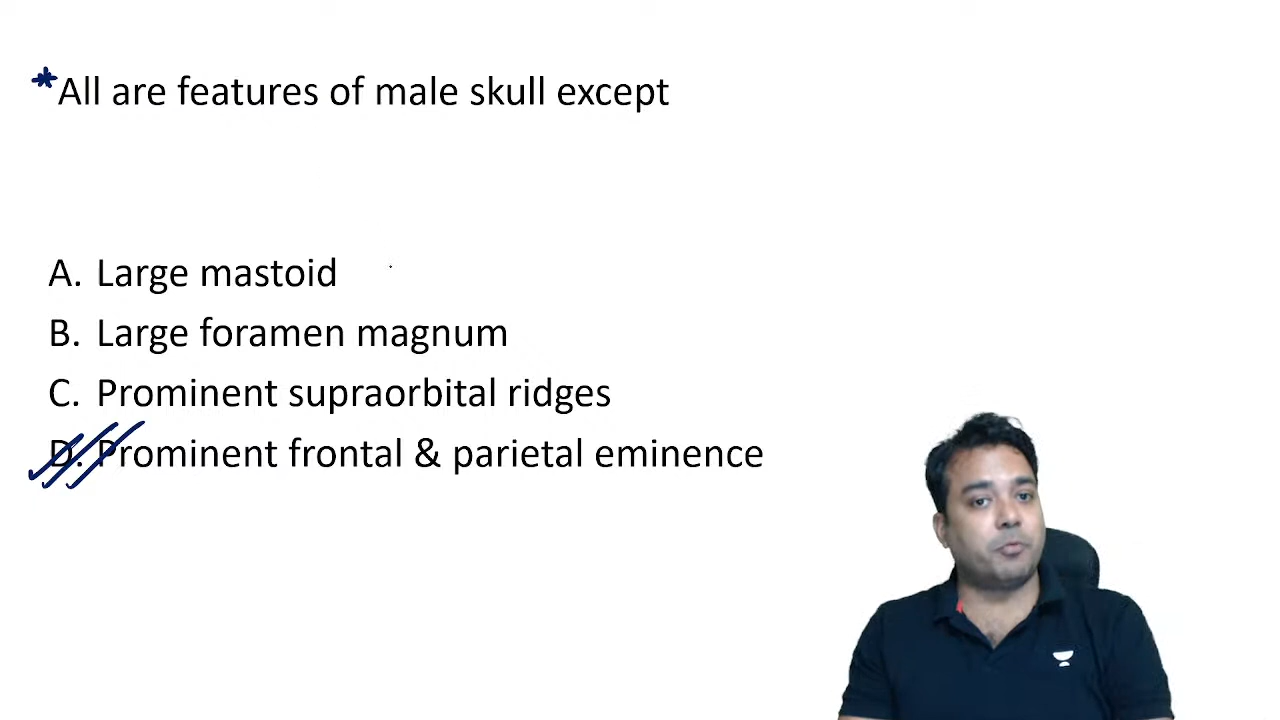 *All are features of male skull except
A. Large mastoid
B. Large foramen magnum
C. Prominent supraorbital ridges
D. Prominent frontal & parietal eminence